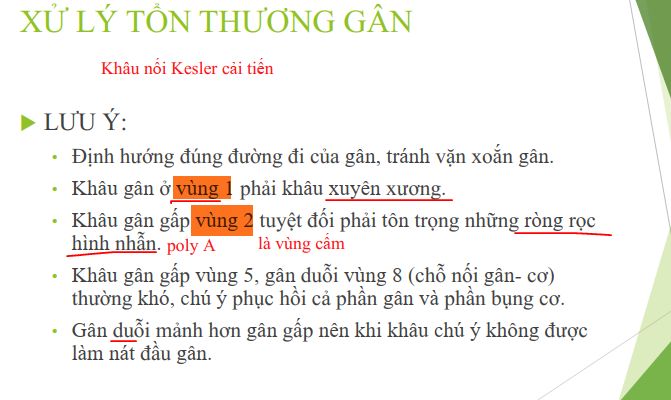 XỬ LÝ TỔN THƯƠNG GÂN
Khâu nối Kesler cải tiến
LƯU Ý:
Định hướng đúng đường đi của gân, tránh vặn xoắn gân.
Khâu gân ở vùng 1 phải khâu xuyên xương.
Khâu gân gấp vùng 2 tuyệt đối phải tôn trọng những ròng rọc
hình nhẫn. poly A là vùng cấm
Khâu gân gấp vùng 5, gân duỗi vùng 8 (chỗ nối gân- cơ)
thường khó, chú ý phục hồi cả phần gân và phần bụng cơ.
Gân duỗi mảnh hơn gân gấp nên khi khâu chú ý không được
làm nát đầu gân.